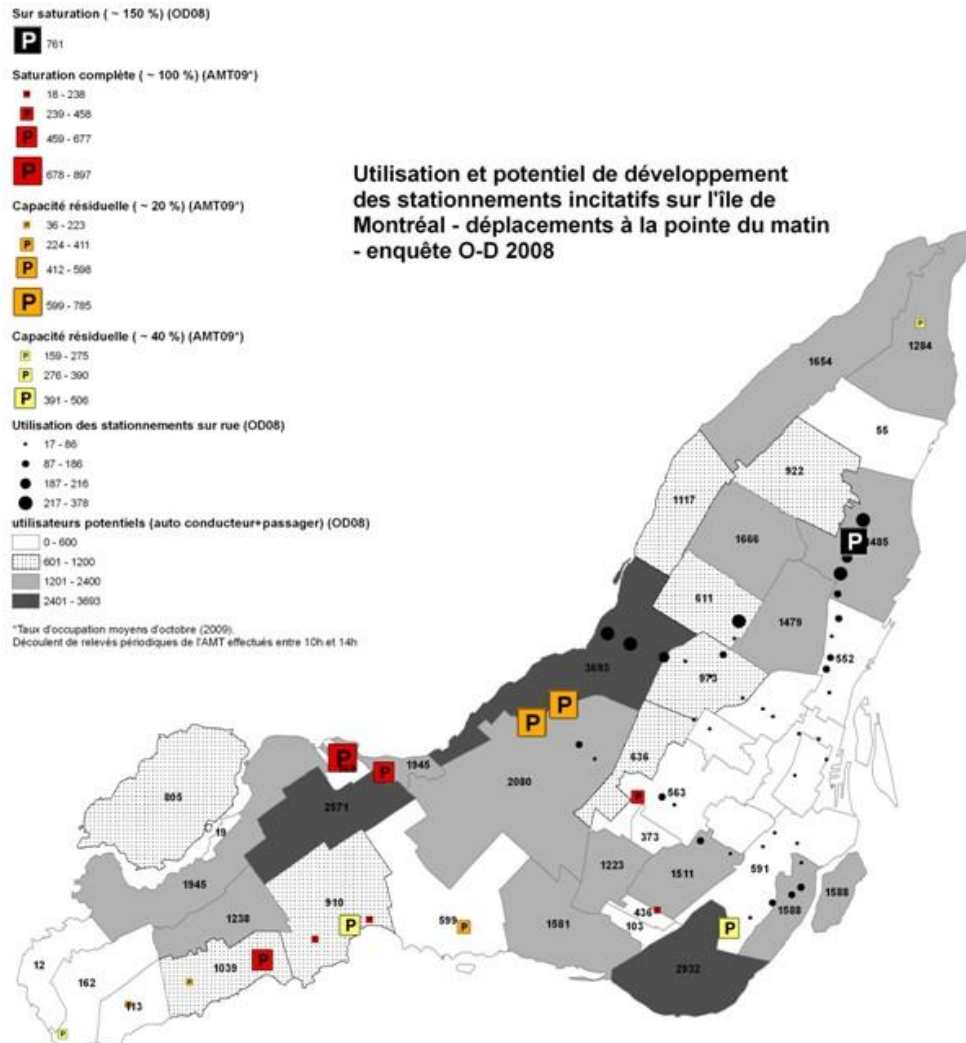 Sur saturation ( ~ 150 %) (OD08)
P 761
Saturation complète ( ~ 100 %) (AMT09*)
18 - 238
P 239 - 458
P 459 - 677
P 678 - 897
Capacité résiduelle ( ~ 20 %) (AMT09*)
P 36 - 223
P 224 - 411
P 412 - 598
P 599 - 785
Capacité résiduelle ( ~ 40 %) (AMT09*)
P 159 - 275
P 276 - 390
P 391 - 506
Utilisation des stationnements sur rue (OD08)
17 - 86
87 - 186
187 - 216
217 - 378
utilisateurs potentiels (auto conducteur+passager) (OD08)
0 - 600
601 - 1200
1201 - 2400
2401 - 3693
*Taux d'occupation moyens d'octobre (2009).
Découlent de relevés périodiques de l'AMT effectués entre 10h et 14h
Utilisation et potentiel de développement
des stationnements incitatifs sur l'île de
Montréal - déplacements à la pointe du matin
- enquête O-D 2008
P
1284
1654
55
922
1117
P
1666
611
1479
3693
552
973
P
P
636
P
P
1945
2080
2571
805
P
563
19
373
1223
1511
591
1945
910
P
436
1588
1588
1238
599
P
1581
103
P
1039
P
12
162
2932
113
P